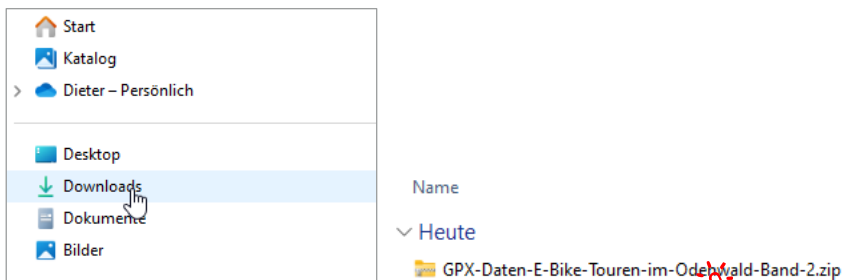 Start
Katalog
Dieter – Persönlich
Desktop
Downloads
Dokumente
Bilder
Name
Heute
GPX-Daten-E-Bike-Touren-im-Odenwald-Band-2.zip